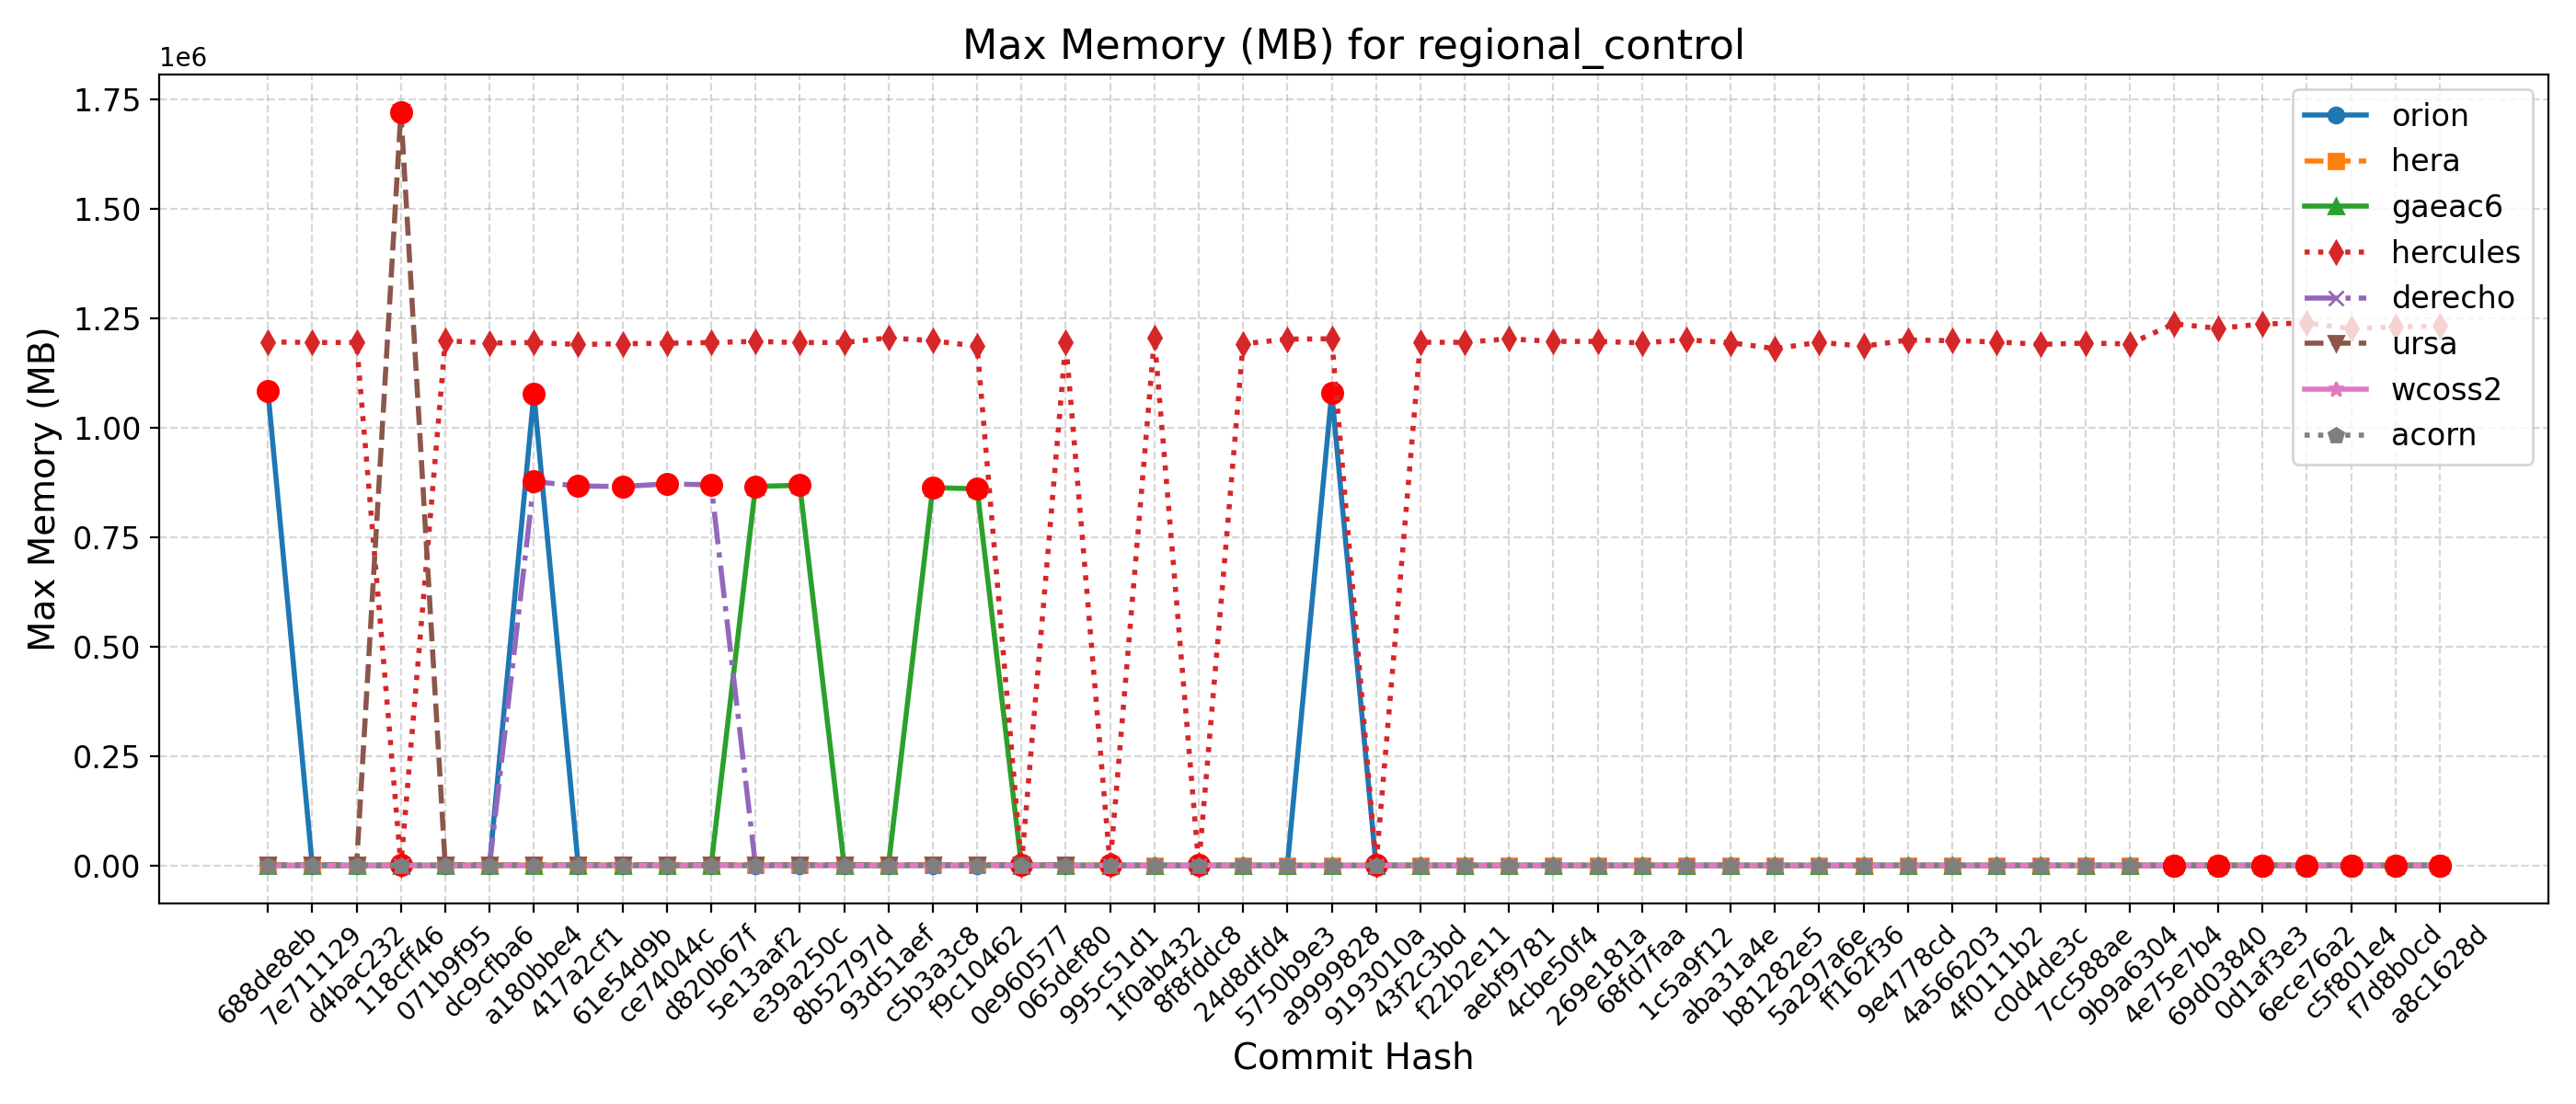 Max Memory (MB) for regional_control
1e6
1.75
1.50
1.25
1.00
0.75
0.50
0.25
0.00
Max Memory (MB)
orion
hera
gaeac6
hercules
derecho
ursa
wcoss2
acorn
688de8eb
7e711129
d4bac232
118cff46
071b9f95
dc9cfba6
a180bbe4
417a2cf1
61e54d9b
ce74044c
d820b67f
5e13aaf2
e39a250c
8b52797d
93d51aef
c5b3a3c8
f9c10462
0e960577
065def80
995c51d1
1f0ab432
8f8fddc8
24d8dfd4
5750b9e3
a9999828
9193010a
43f2c3bd
f22b2e11
aebf9781
4cbe50f4
269e181a
68fd7faa
1c5a9f12
aba31a4e
b81282e5
5a297a6e
ff162f36
9e4778cd
4a566203
4f0111b2
c0d4de3c
7cc588ae
9b9a6304
4e75e7b4
69d03840
0d1af3e3
6ece76a2
c5f801e4
f7d8b0cd
a8c1628d
Commit Hash